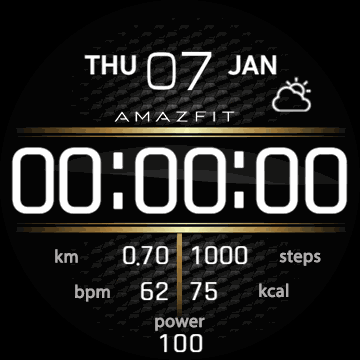 THU 07 JAN
AMAZFIT
00:00:00
km 0.70 1000 steps
bpm 62 75 kcal
power
100